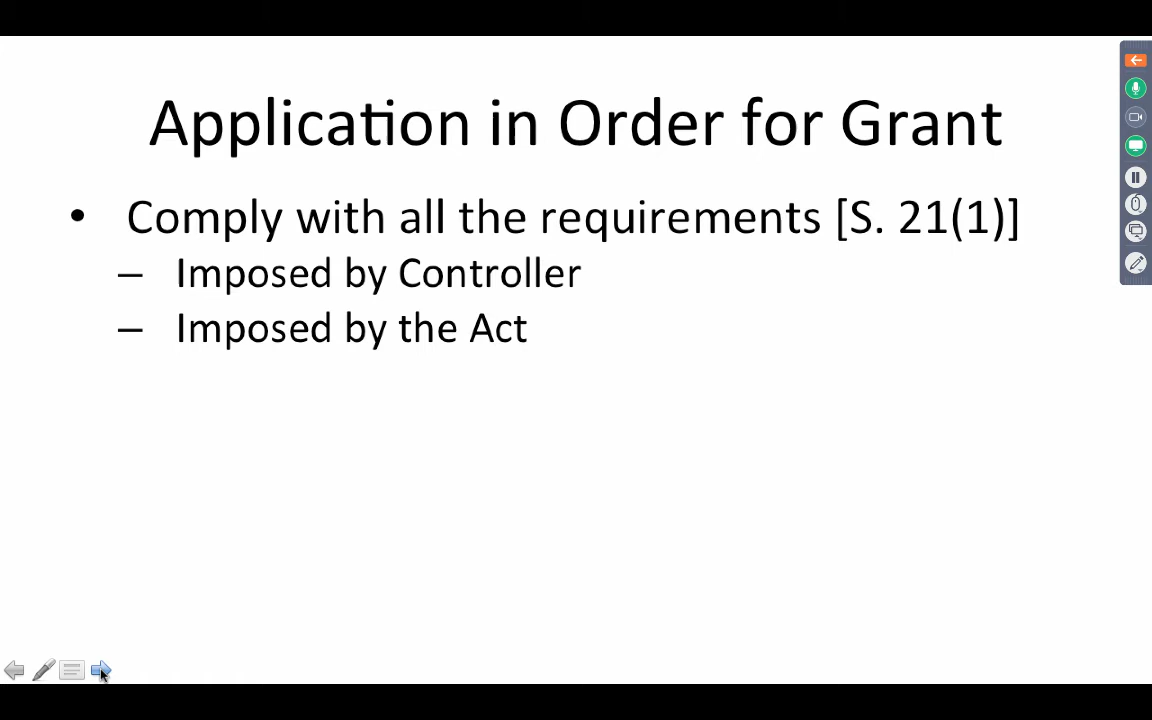 Application in Order for Grant
• Comply with all the requirements [S. 21(1)]
– Imposed by Controller
– Imposed by the Act